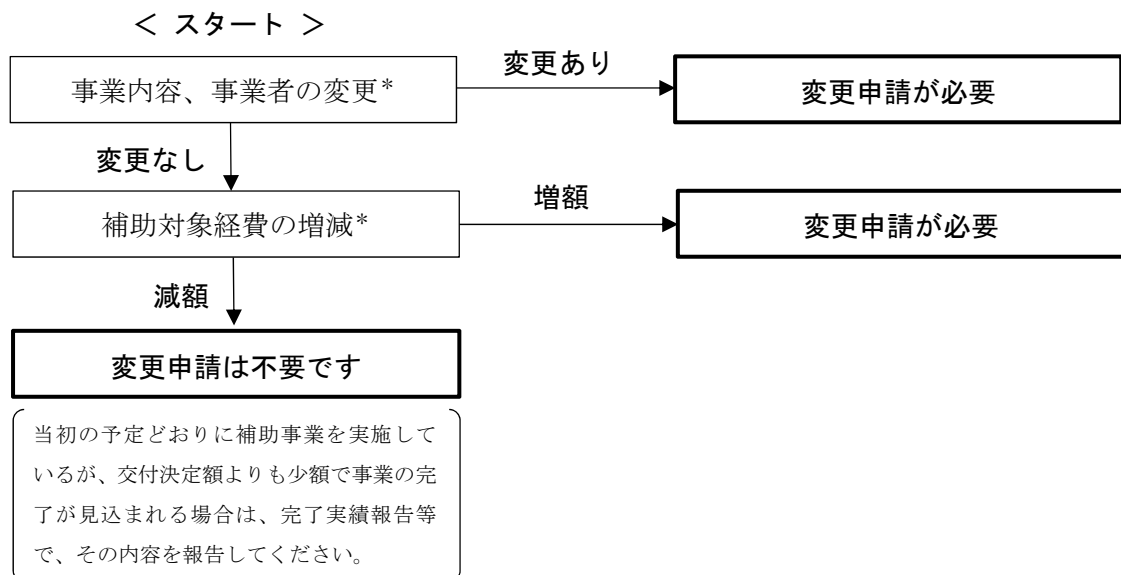 ＜ スタート ＞
事業内容、事業者の変更*
変更あり
変更申請が必要
変更なし
補助対象経費の増減*
増額
変更申請が必要
減額
変更申請は不要です
当初の予定どおりに補助事業を実施して
いるが、交付決定額よりも少額で事業の完
了が見込まれる場合は、完了実績報告等
で、その内容を報告してください。